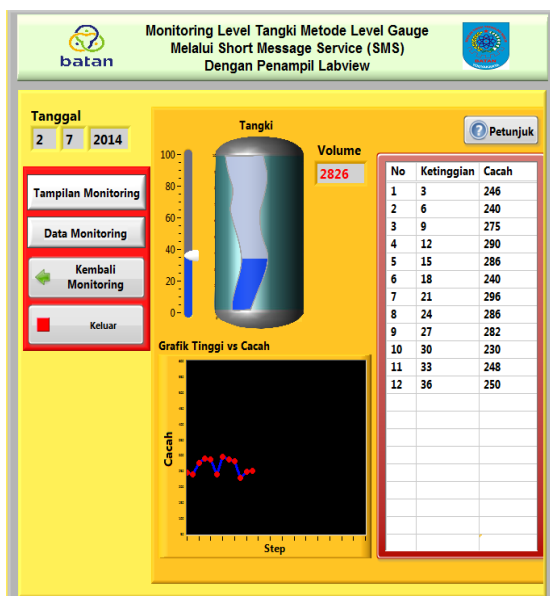 batan
Monitoring Level Tangki Metode Level Gauge
Melalui Short Message Service (SMS)
Dengan Penampil Labview
Tanggal
2 7 2014
Tampilan Monitoring
Data Monitoring
Kembali
Monitoring
Keluar
Tangki
100
80
60
40
20
0
Volume
2826
Petunjuk
Grafik Tinggi vs Cacah
Cacah
Step
No Ketinggian Cacah
1 3 246
2 6 240
3 9 275
4 12 290
5 15 286
6 18 240
7 21 296
8 24 286
9 27 282
10 30 230
11 33 248
12 36 250